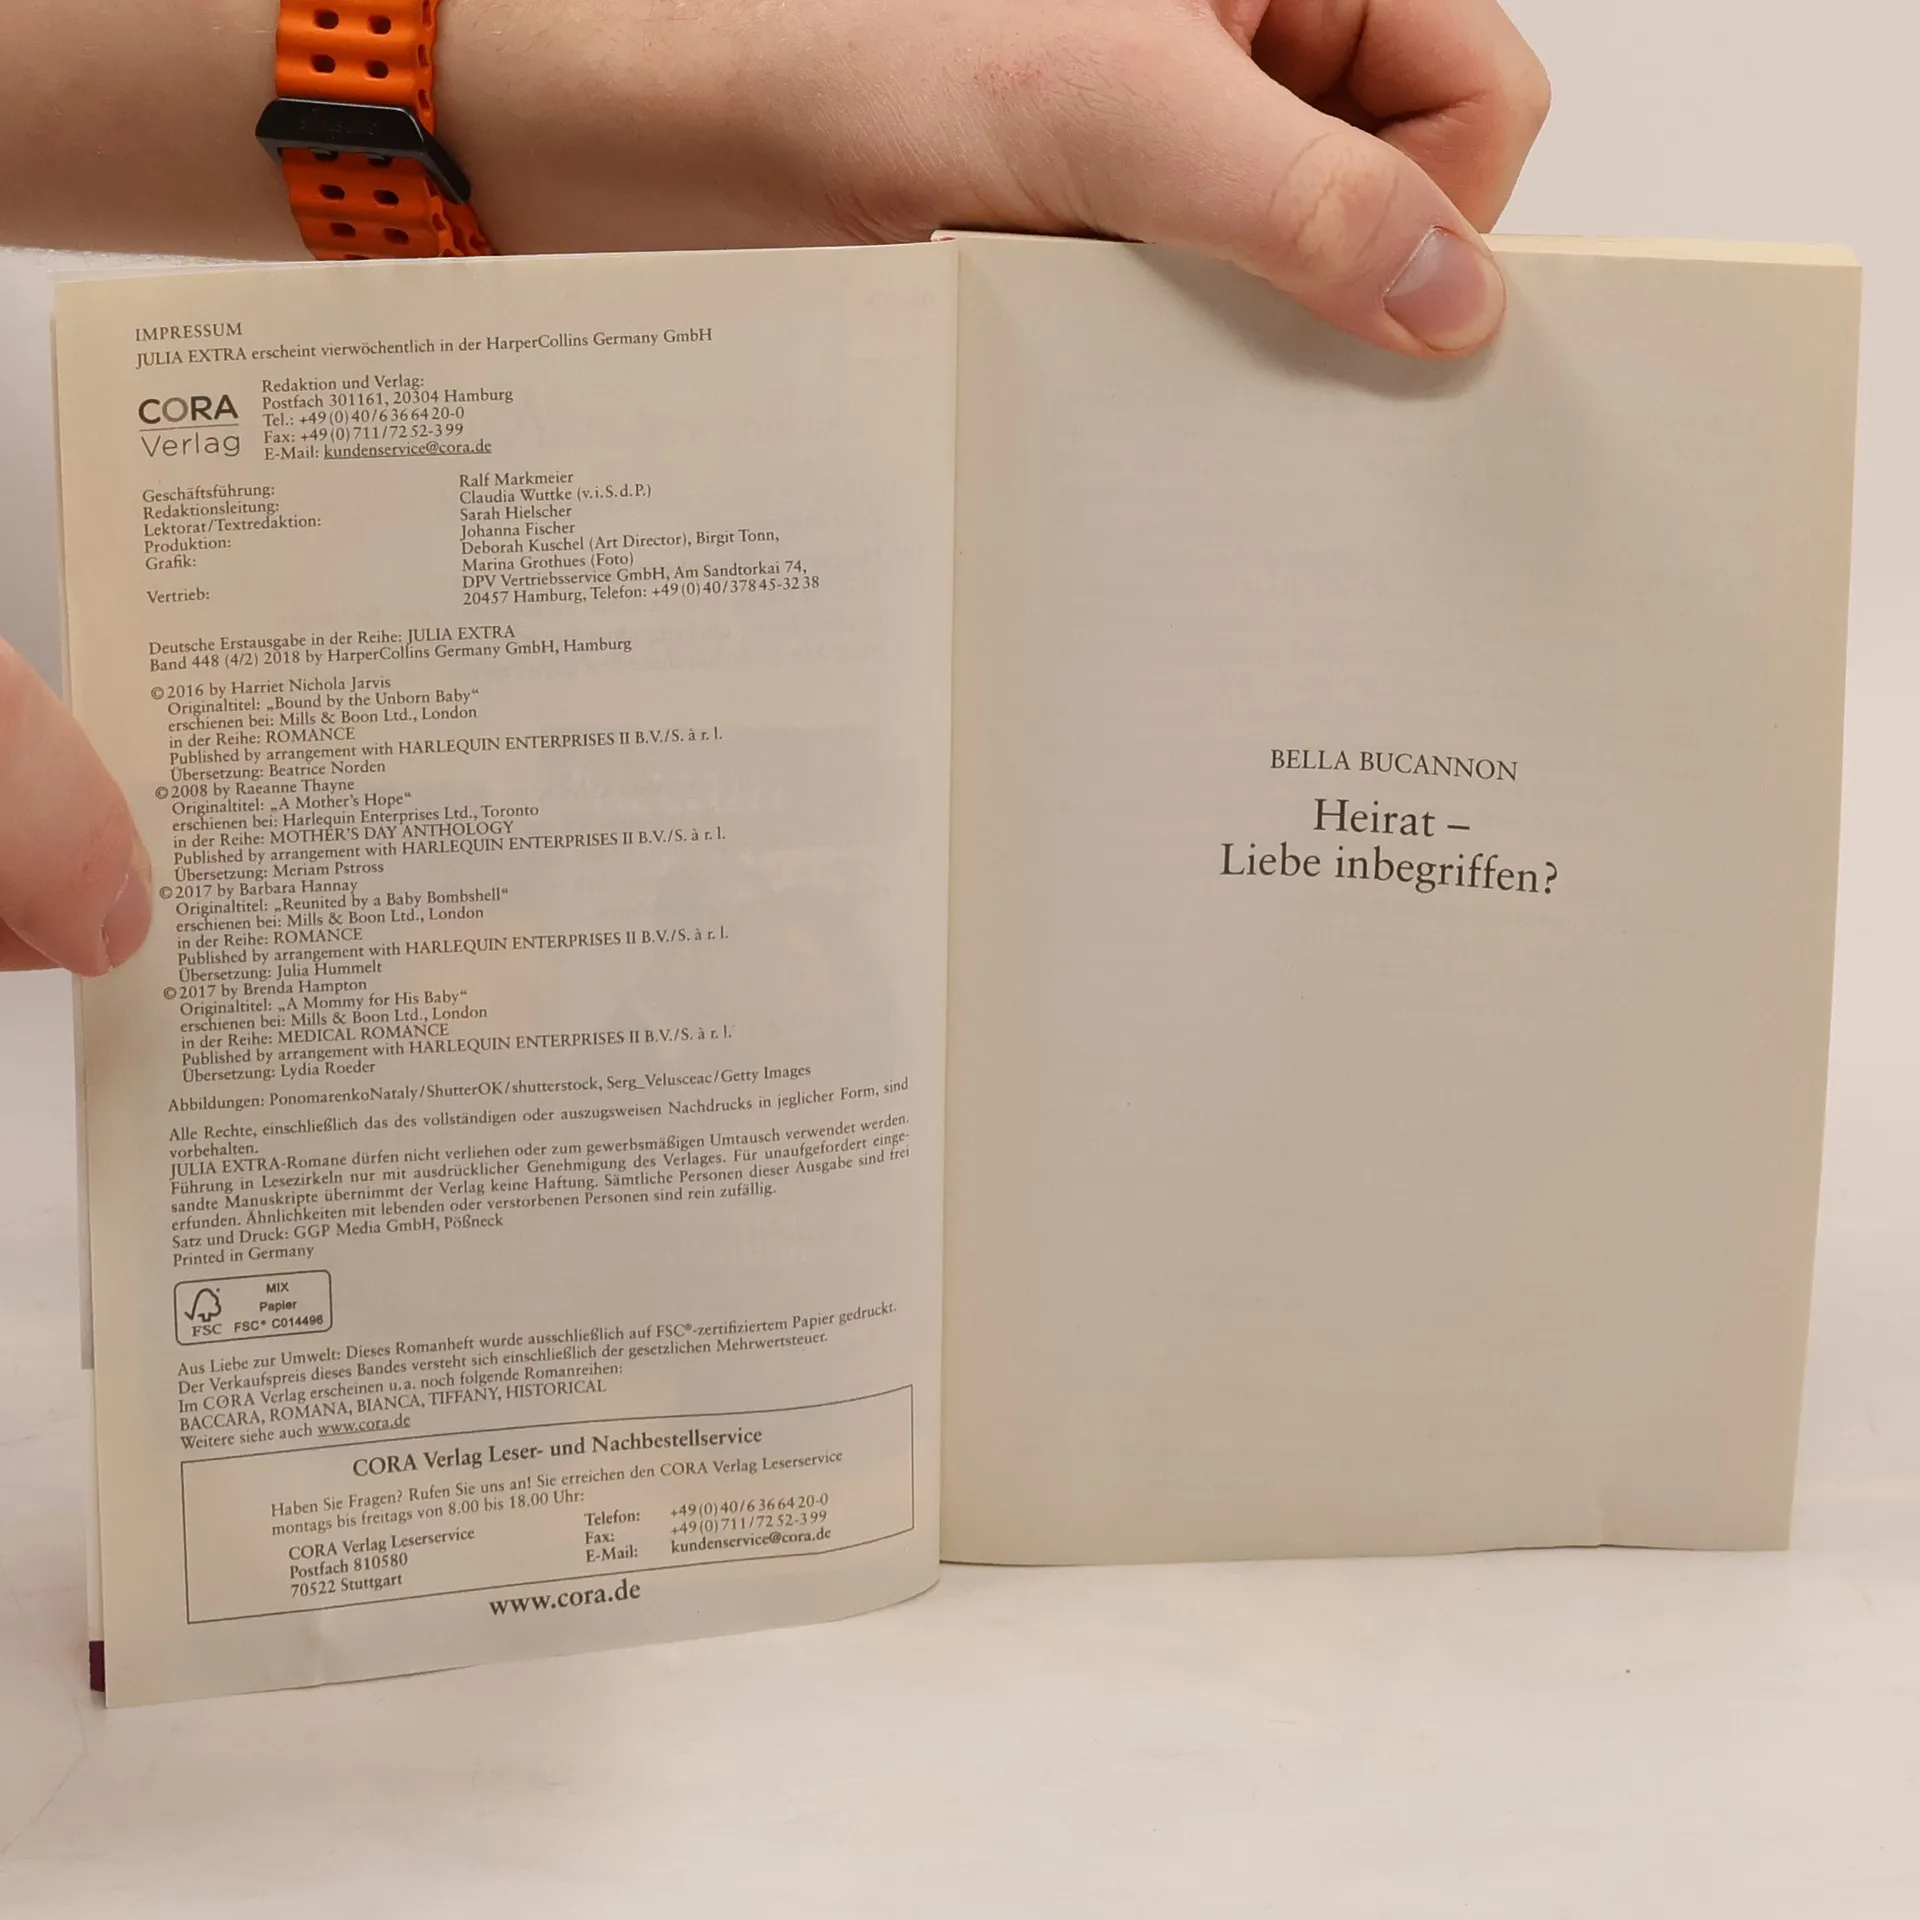 IMPRESSUM
JULIA EXTRA erscheint vierwöchentlich in der HarperCollins Germany GmbH
CORA
Verlag
Redaktion und Verlag:
Postfach 301161, 20304 Hamburg
Tel.: +49(0)40/6366420-0
Fax: +49(0)711/7252-399
E-Mail: kundenservice@cora.de
Geschäftsführung:
Redaktionsleitung:
Lektorat/Textredaktion:
Produktion:
Grafik:
Vertrieb:
Ralf Markmeier
Claudia Wuttke (v.i.S.d.P.)
Sarah Hielscher
Johanna Fischer
Deborah Kuschel (Art Director), Birgit Tonn,
Marina Grothues (Foto)
DPV Vertriebsservice GmbH, Am Sandtorkai 74,
20457 Hamburg, Telefon: +49(0)40/37845-3238
Deutsche Erstausgabe in der Reihe: JULIA EXTRA
Band 448 (4/2) 2018 by HarperCollins Germany GmbH, Hamburg
© 2016 by Harriet Nichola Jarvis
Originaltitel: „Bound by the Unborn Baby“
erschienen bei: Mills & Boon Ltd., London
in der Reihe: ROMANCE
Published by arrangement with HARLEQUIN ENTERPRISES II B.V./S. à r. l.
Übersetzung: Beatrice Norden
© 2008 by Raeanne Thayne
Originaltitel: „A Mother's Hope“
erschienen bei: Harlequin Enterprises Ltd., Toronto
in der Reihe: MOTHER'S DAY ANTHOLOGY
Published by arrangement with HARLEQUIN ENTERPRISES II B.V./S. à r. l.
Übersetzung: Meriam Pstross
© 2017 by Barbara Hannay
Originaltitel: „Reunited by a Baby Bombshell“
erschienen bei: Mills & Boon Ltd., London
in der Reihe: ROMANCE
Published by arrangement with HARLEQUIN ENTERPRISES II B.V./S. à r. l.
Übersetzung: Julia Hummelt
© 2017 by Brenda Hampton
Originaltitel: „A Mommy for His Baby“
erschienen bei: Mills & Boon Ltd., London
in der Reihe: MEDICAL ROMANCE
Published by arrangement with HARLEQUIN ENTERPRISES II B.V./S. à r. l.
Übersetzung: Lydia Roeder
Abbildungen: PonomarenkoNataly/ShutterOK/shutterstock, Serg_Velusceac/Getty Images
Alle Rechte, einschließlich das des vollständigen oder auszugsweisen Nachdrucks in jeglicher Form, sind
vorbehalten.
JULIA EXTRA-Romane dürfen nicht verliehen oder zum gewerbsmäßigen Umtausch verwendet werden.
Führung in Lesezirkeln nur mit ausdrücklicher Genehmigung des Verlages. Für unaufgefordert einge-
sandte Manuskripte übernimmt der Verlag keine Haftung. Sämtliche Personen dieser Ausgabe sind frei
erfunden. Ähnlichkeiten mit lebenden oder verstorbenen Personen sind rein zufällig.
Satz und Druck: GGP Media GmbH, Pößneck
Printed in Germany
FSC
MIX
Papier
FSC® C014496
Aus Liebe zur Umwelt: Dieses Romanheft wurde ausschließlich auf FSC®-zertifiziertem Papier gedruckt.
Der Verkaufspreis dieses Bandes versteht sich einschließlich der gesetzlichen Mehrwertsteuer.
Im CORA Verlag erscheinen u.a. noch folgende Romanreihen:
BACCARA, ROMANA, BIANCA, TIFFANY, HISTORICAL
Weitere siehe auch www.cora.de
CORA Verlag Leser- und Nachbestellservice
Haben Sie Fragen? Rufen Sie uns an! Sie erreichen den CORA Verlag Leserservice
montags bis freitags von 8.00 bis 18.00 Uhr:
CORA Verlag Leserservice
Postfach 810580
70522 Stuttgart
Telefon: +49(0)40/6366420-0
Fax: +49(0)711/7252-399
E-Mail: kundenservice@cora.de
www.cora.de
BELLA BUCANNON
Heirat –
Liebe inbegriffen?